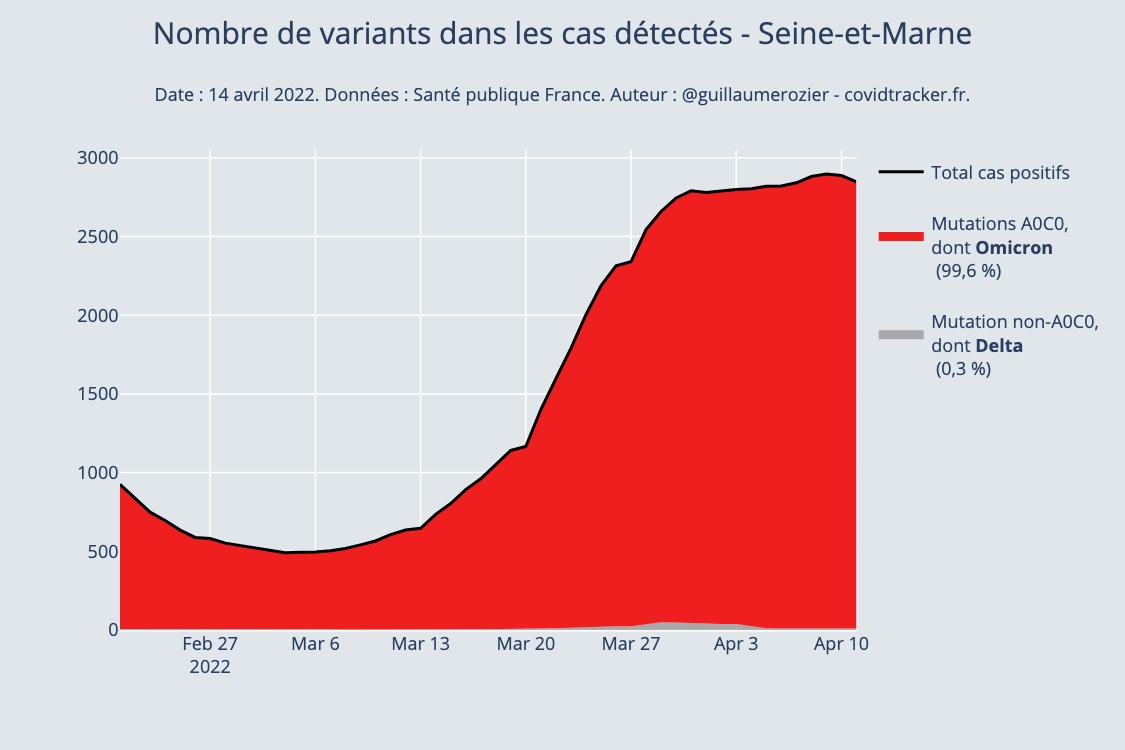 Nombre de variants dans les cas détectés - Seine-et-Marne
Date : 14 avril 2022. Données : Santé publique France. Auteur : @guillaumerozier - covidtracker.fr.
3000
2500
2000
1500
1000
500
0
Feb 27
2022
Mar 6
Mar 13
Mar 20
Mar 27
Apr 3
Apr 10
Total cas positifs
Mutations A0C0,
dont Omicron
(99,6 %)
Mutation non-A0C0,
dont Delta
(0,3 %)